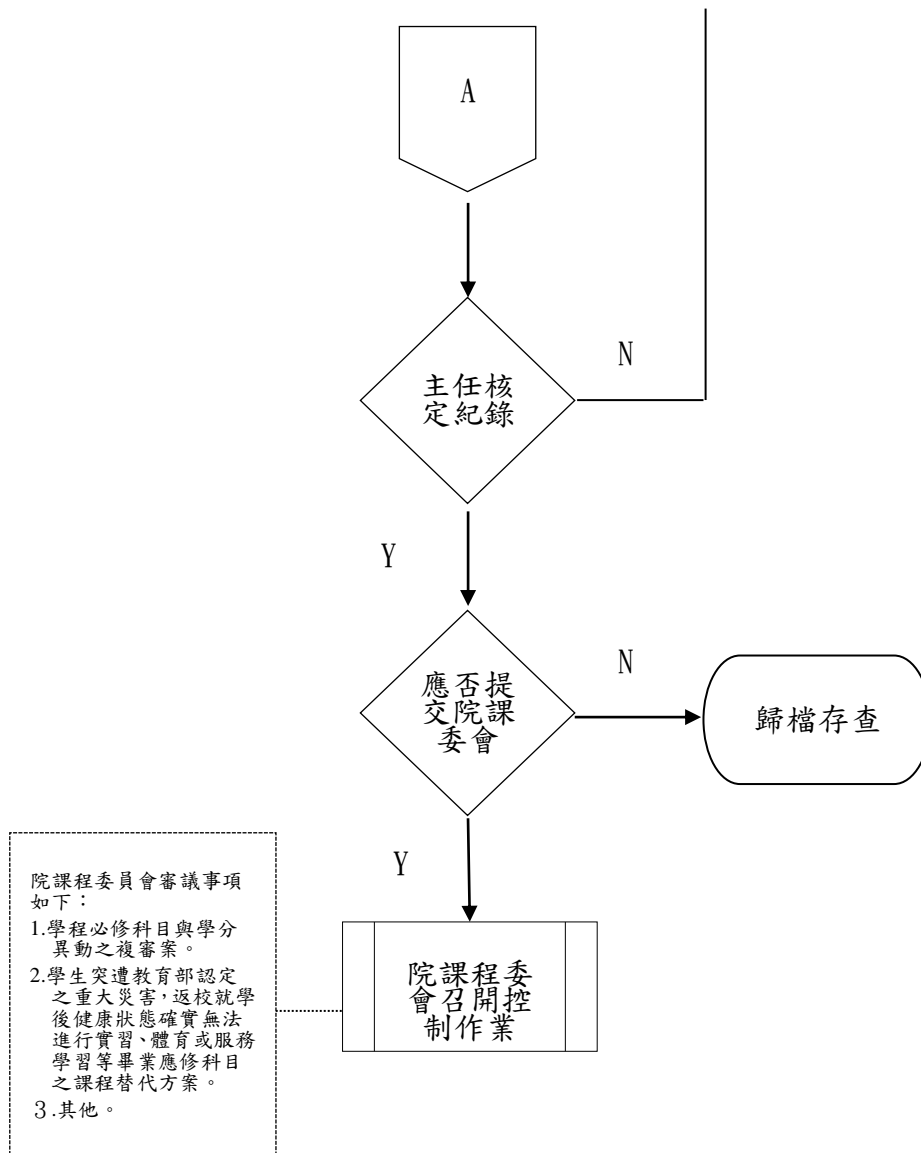 A
主任核
定紀錄
N
Y
應否提
交院課
委會
N
歸檔存查
Y
院課程委員會審議事項
如下：
1.學程必修科目與學分
異動之複審案。
2.學生突遭教育部認定
之重大災害，返校就學
後健康狀態確實無法
進行實習、體育或服務
學習等畢業應修科目
之課程替代方案。
３.其他。
院課程委
會召開控
制作業